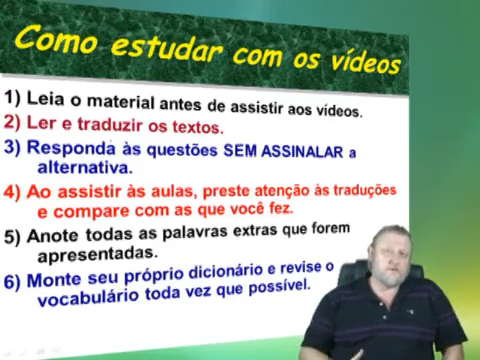 Como estudar com os vídeos
1) Leia o material antes de assistir aos vídeos.
2) Ler e traduzir os textos.
3) Responda às questões SEM ASSINALAR a
alternativa.
4) Ao assistir às aulas, preste atenção às traduções
e compare com as que você fez.
5) Anote todas as palavras extras que forem
apresentadas.
6) Monte seu próprio dicionário e revise o
vocabulário toda vez que possível.